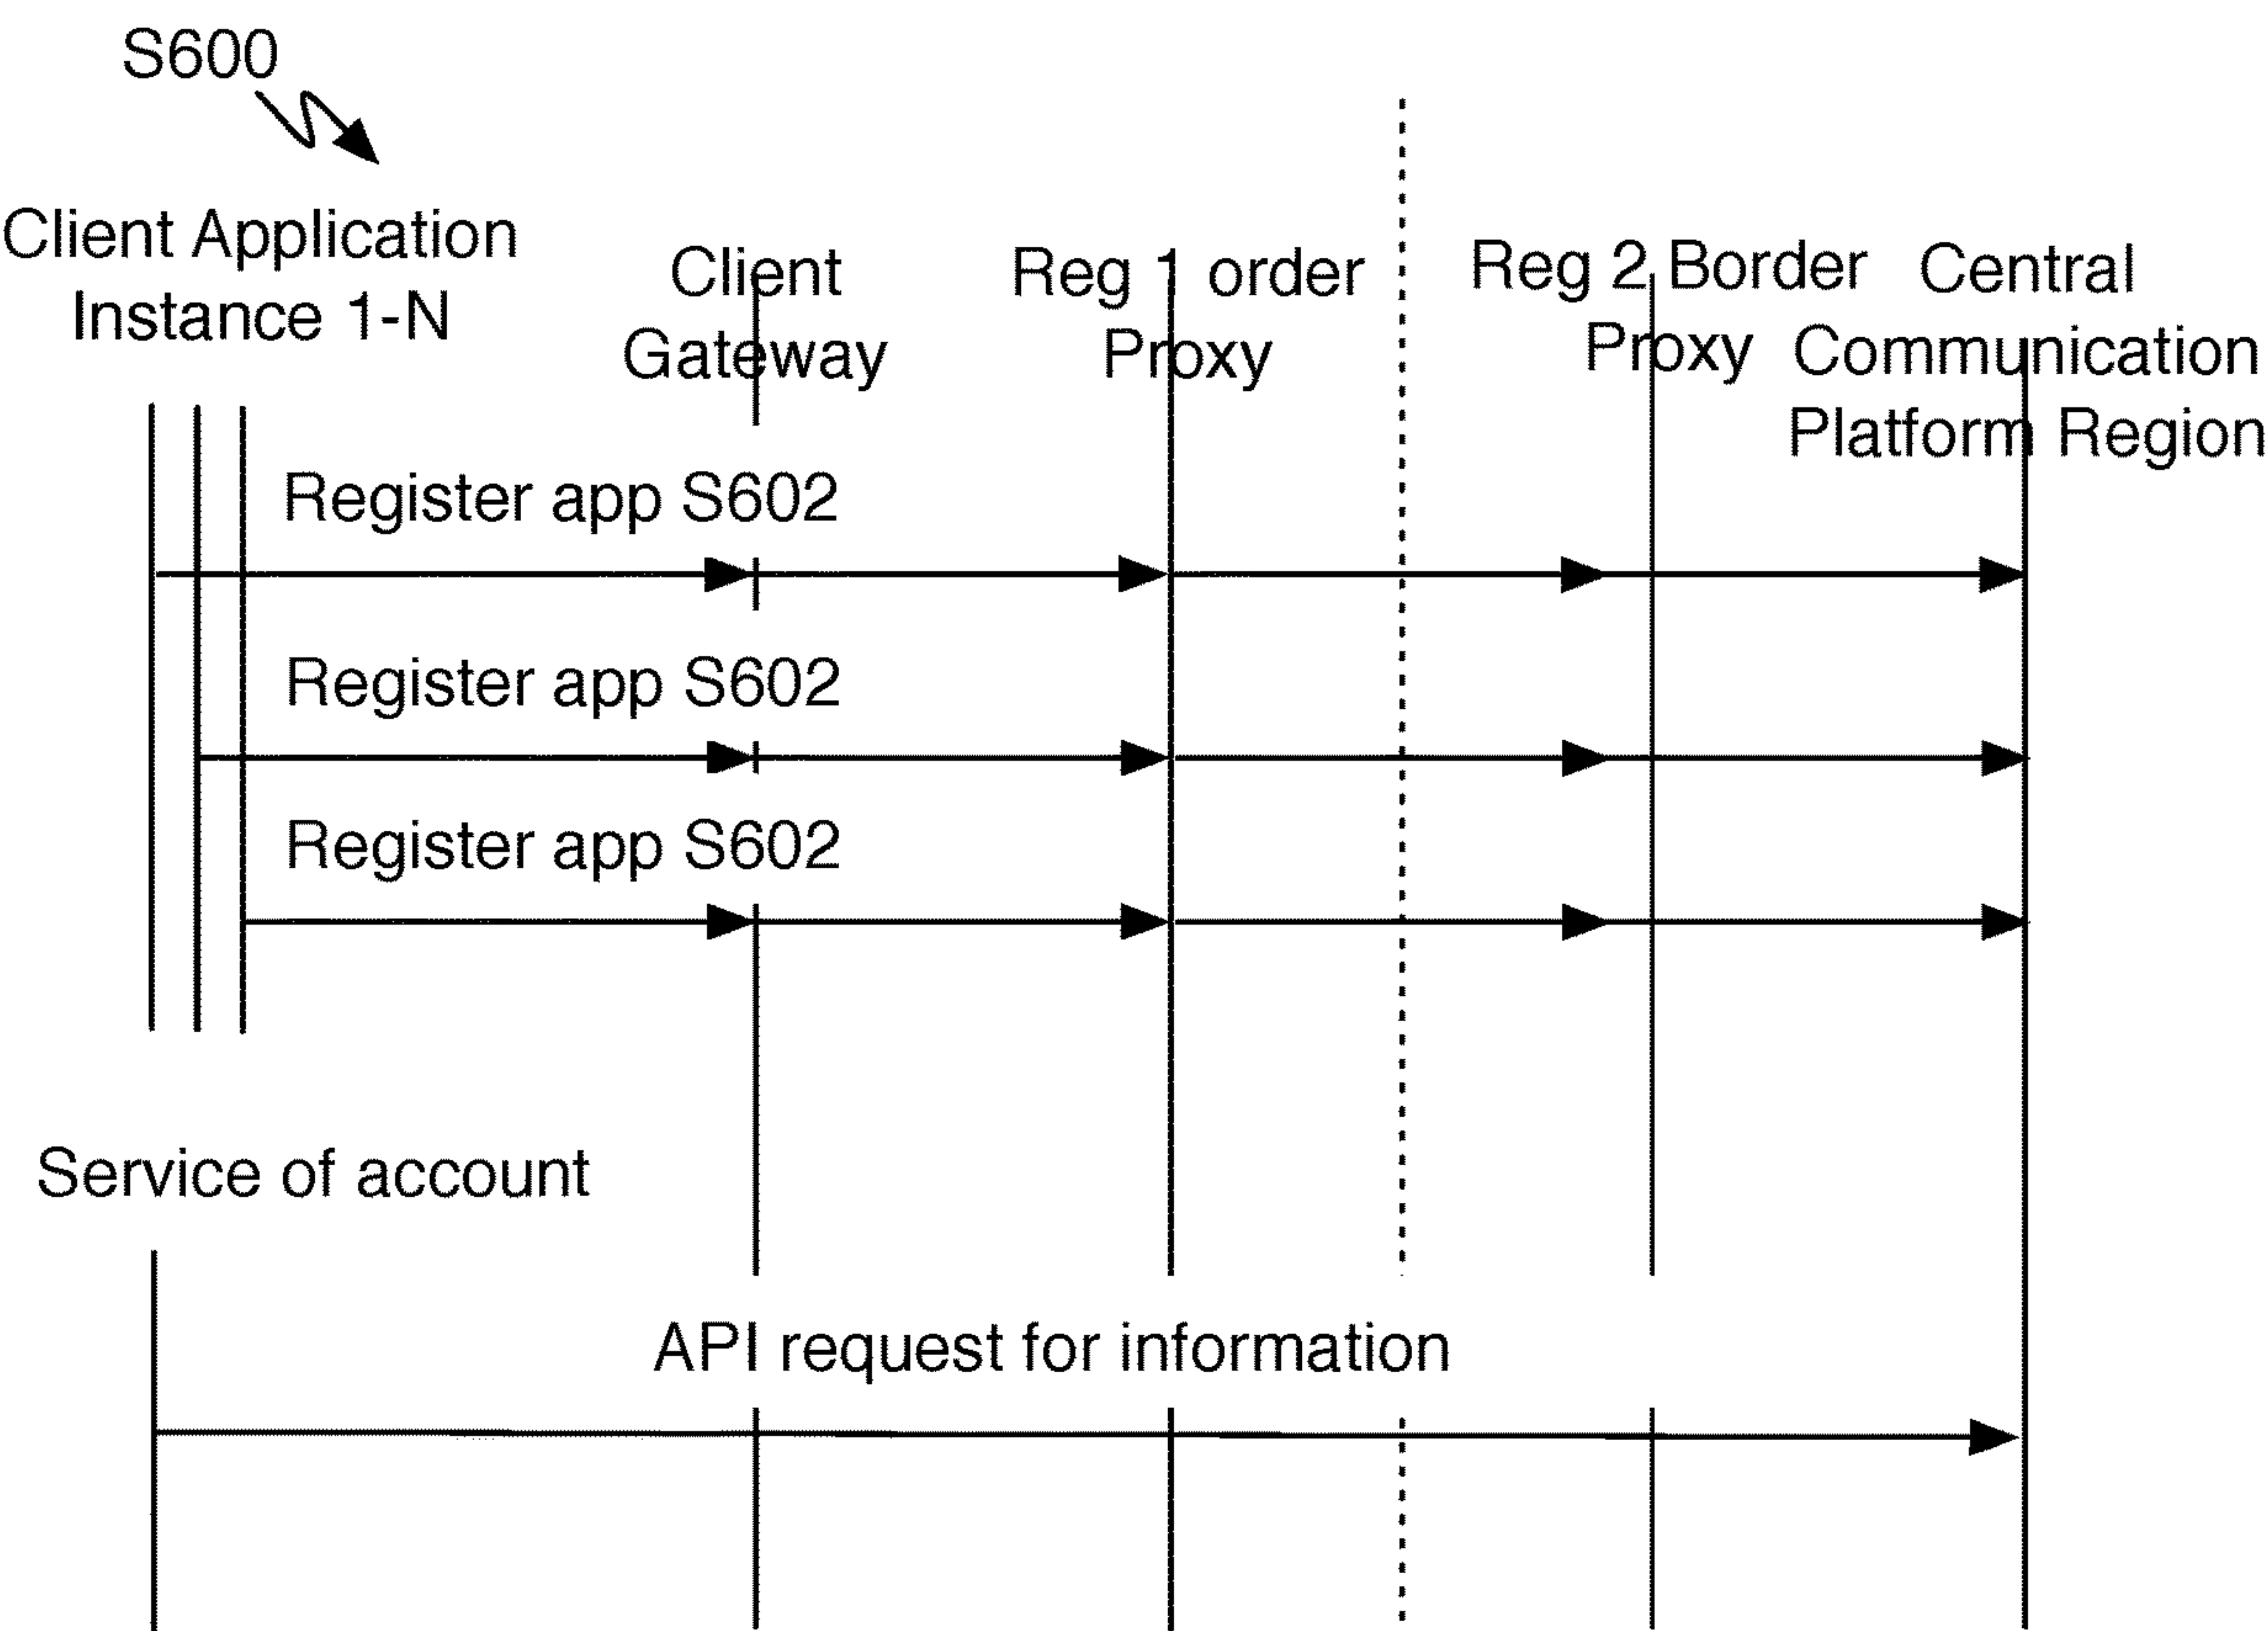 S600
Client Application
Instance 1-N
Client
Gateway
Reg 1 order
Proxy
Reg 2 Border
Proxy
Central
Communication
Platform Region
Register app S602
Register app S602
Register app S602
Service of account
API request for information